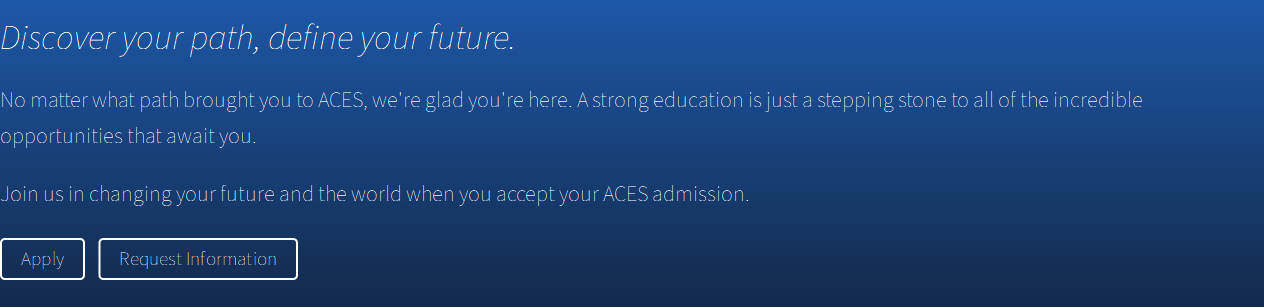 Discover your path, define your future.
No matter what path brought you to ACES, we're glad you're here. A strong education is just a stepping stone to all of the incredible
opportunities that await you.
Join us in changing your future and the world when you accept your ACES admission.
Apply
Request Information